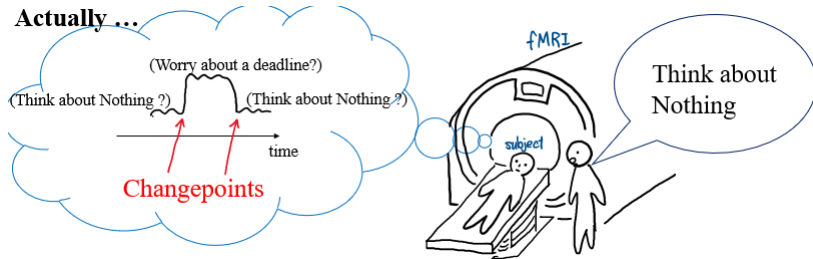 Actually …
(Worry about a deadline?)
(Think about Nothing ?)
(Think about Nothing ?)
time
Changepoints
fMRI
subject
Think about
Nothing